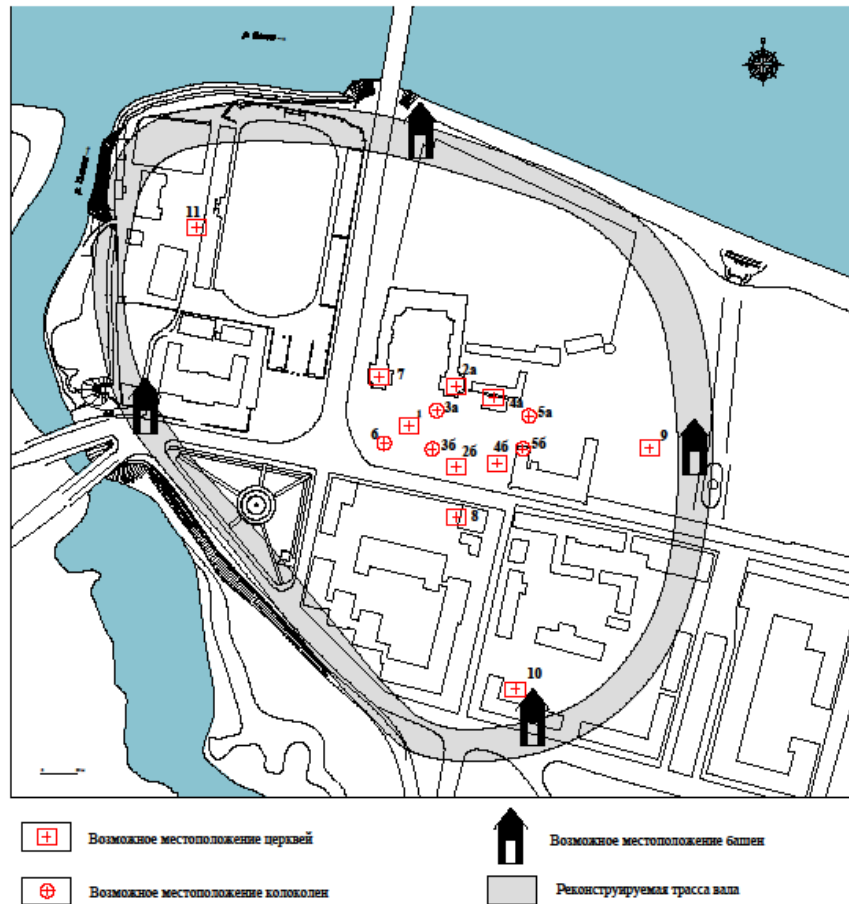 11
7
2а
4а
3а
5а
1
6
3б
2б
4б
5б
9
8
10
Возможное местоположение церквей
Возможное местоположение башен
Возможное местоположение колоколен
Реконструируемая трасса вала